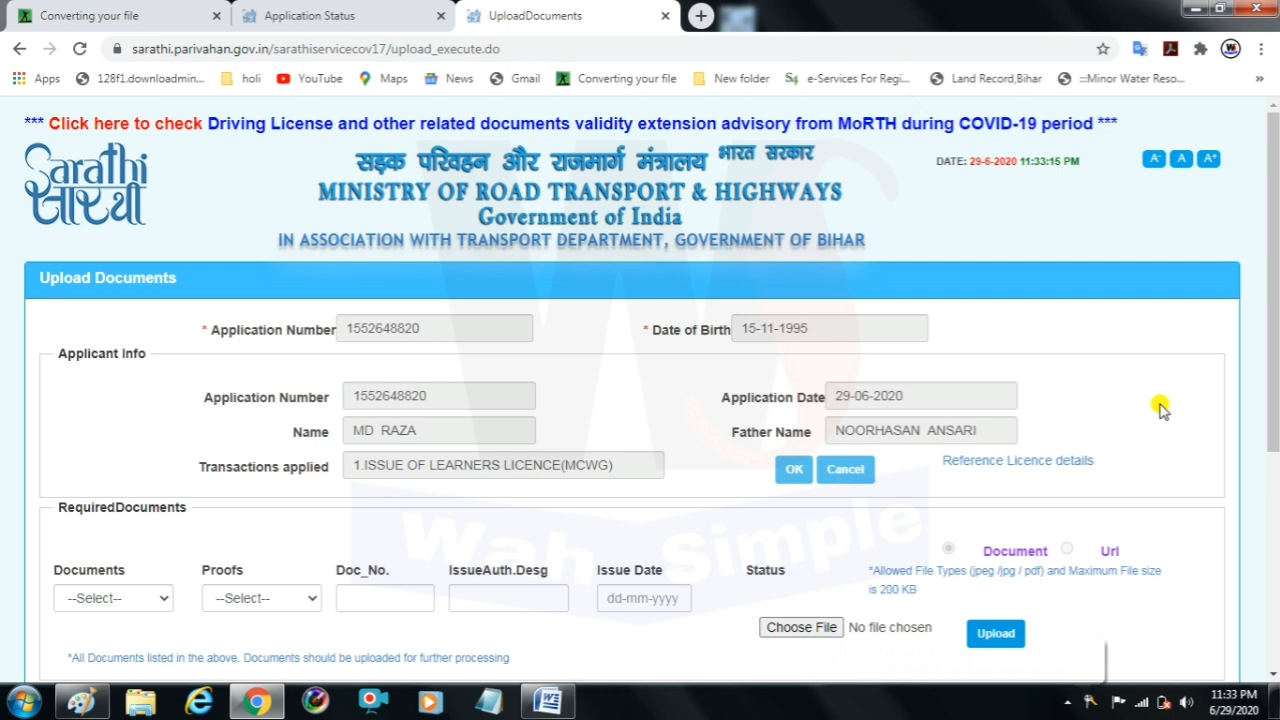 Converting your file
Application Status
UploadDocuments
sarathi.parivahan.gov.in/sarathiservicecov17/upload_execute.do
Apps
128f1.downloadmin...
holi
YouTube
Maps
News
Gmail
Converting your file
New folder
e-Services For Regi...
Land Record,Bihar
:::Minor Water Reso...
»
*** Click here to check Driving License and other related documents validity extension advisory from MoRTH during COVID-19 period ***
Sarathi
सारथी
सड़क परिवहन और राजमार्ग मंत्रालय भारत सरकार
MINISTRY OF ROAD TRANSPORT & HIGHWAYS
Government of India
IN ASSOCIATION WITH TRANSPORT DEPARTMENT, GOVERNMENT OF BIHAR
DATE: 29-6-2020 11:33:15 PM
A- A A+
Upload Documents
* Application Number 1552648820 * Date of Birth 15-11-1995
Applicant Info
Application Number 1552648820 Application Date 29-06-2020
Name MD RAZA Father Name NOORHASAN ANSARI
Transactions applied 1.ISSUE OF LEARNERS LICENCE(MCWG) OK Cancel Reference Licence details
RequiredDocuments
Document Url
Documents Proofs Doc_No. IssueAuth.Desg Issue Date Status
*Allowed File Types (jpeg /jpg / pdf) and Maximum File size
is 200 KB
--Select-- --Select-- dd-mm-yyyy
Choose File No file chosen Upload
*All Documents listed in the above. Documents should be uploaded for further processing
WS
Wah Simple
11:33 PM
6/29/2020